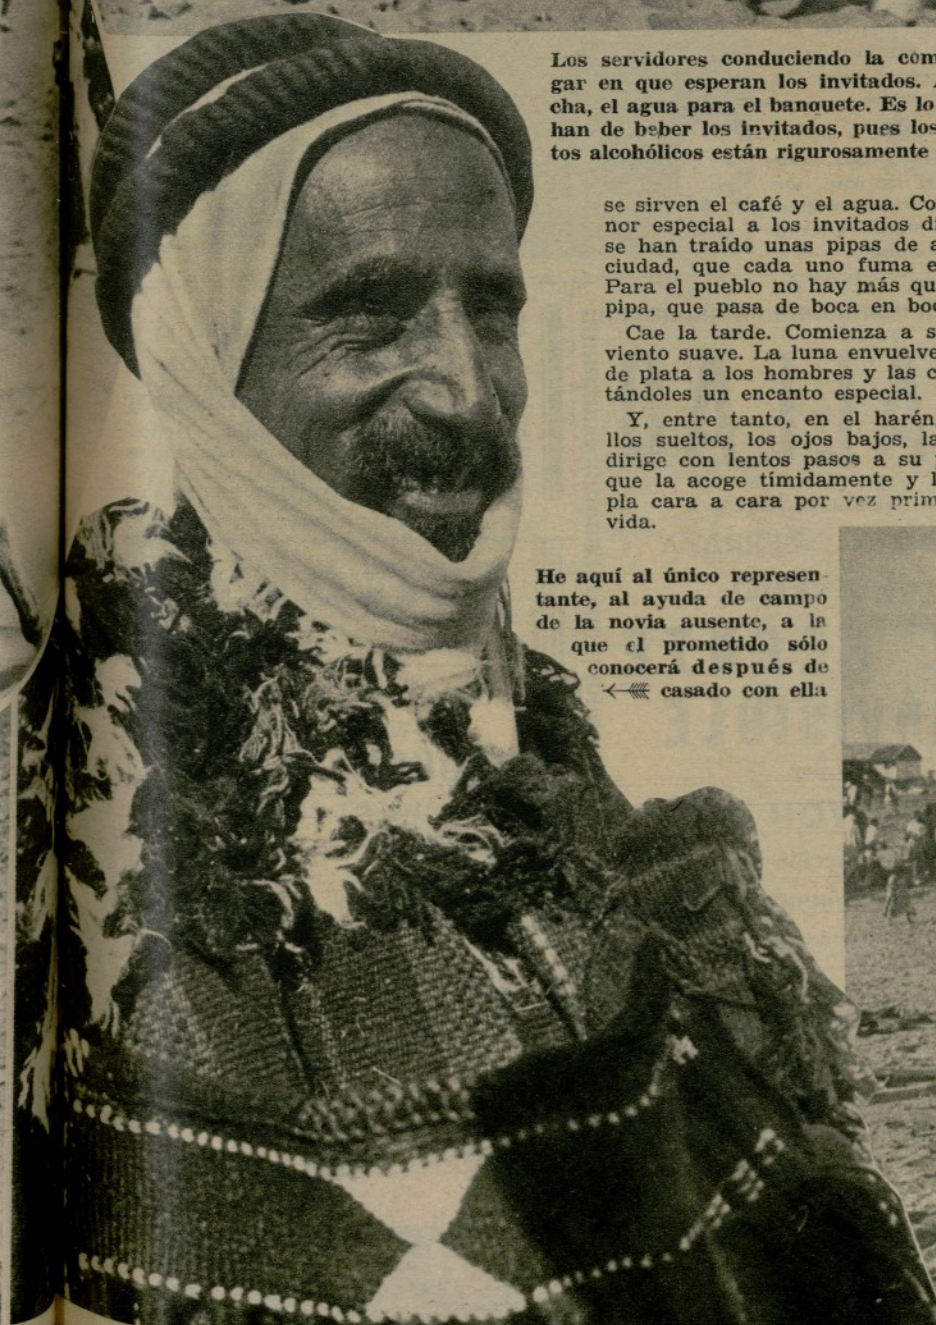 Los servidores conduciendo la com
gar en que esperan los invitados.
cha, el agua para el banquete. Es lo
han de beber los invitados, pues los
tos alcohólicos están rigurosamente
se sirven el café y el agua. Co
nor especial a los invitados di
se han traído unas pipas de a
ciudad, que cada uno fuma e
Para el pueblo no hay más qu
pipa, que pasa de boca en bo
Cae la tarde. Comienza a s
viento suave. La luna envuelve
de plata a los hombres y las c
tándoles un encanto especial.
Y, entre tanto, en el harén
llos sueltos, los ojos bajos, la
dirige con lentos pasos a su
que la acoge tímidamente y l
pla cara a cara por vez prim
vida.
He aquí al único represen-
tante, al ayuda de campo
de la novia ausente, a la
que el prometido sólo
conocerá después de
casado con ella